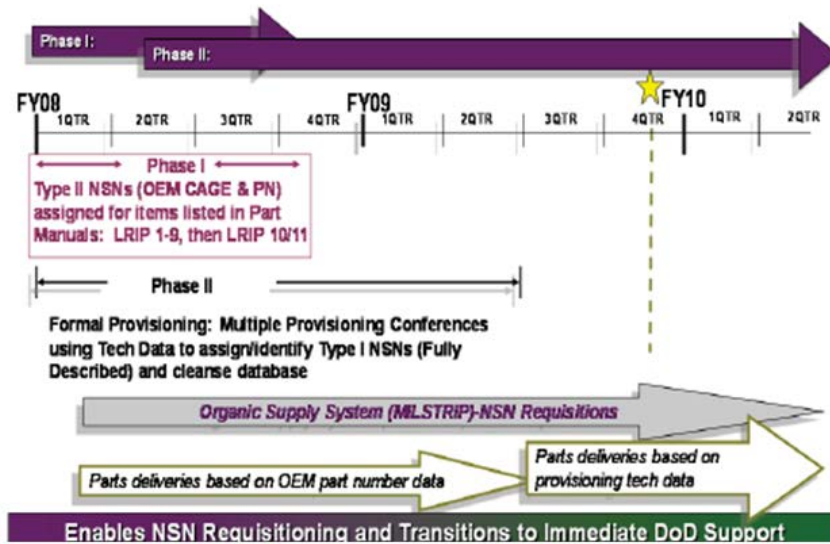 Phase I:
Phase II:
FY08
FY09
FY10
1QTR 2QTR 3QTR 4QTR 1QTR 2QTR 3QTR 4QTR 1QTR 2QTR
Phase I
Type II NSNs (OEM CAGE & PN)
assigned for items listed in Part
Manuals: LRIP 1-9, then LRIP 10/11
Phase II
Formal Provisioning: Multiple Provisioning Conferences
using Tech Data to assign/identify Type I NSNs (Fully
Described) and cleanse database
Organic Supply System (MILSTRIP)-NSN Requisitions
Parts deliveries based on OEM part number data
Parts deliveries based on
provisioning tech data
Enables NSN Requisitioning and Transitions to Immediate DoD Support